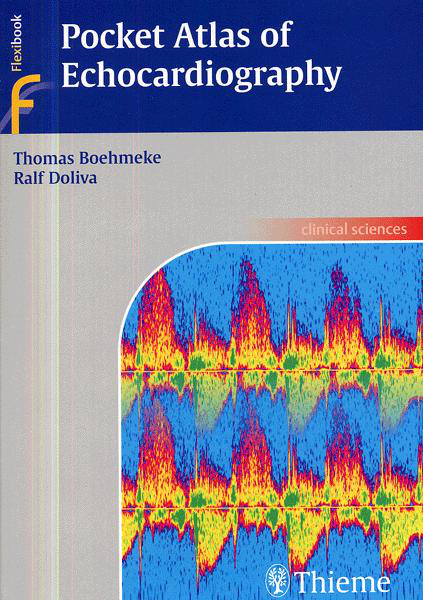 Flexibook
Pocket Atlas of
Echocardiography
Thomas Boehmeke
Ralf Doliva
clinical sciences
Thieme